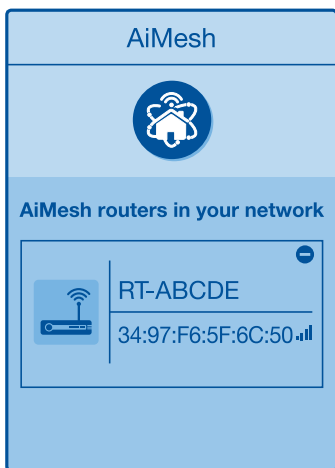 AiMesh
AiMesh routers in your network
RT-ABCDE
34:97:F6:5F:6C:50